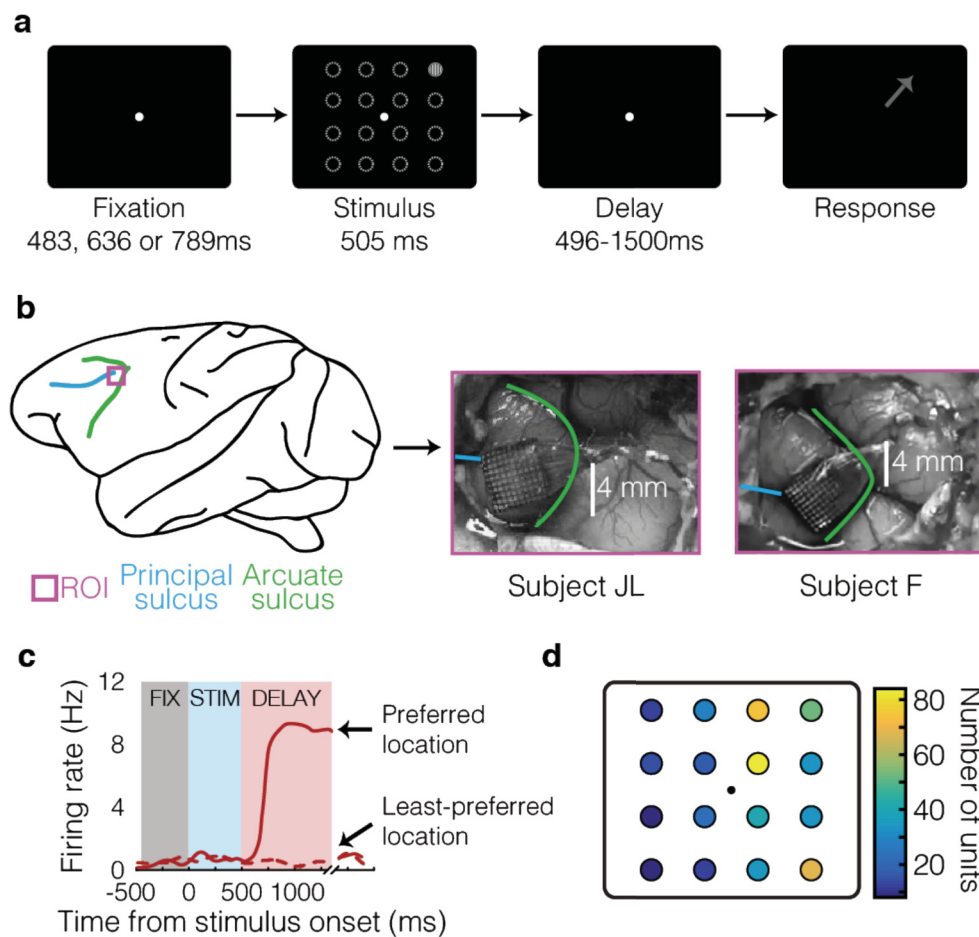 a
Fixation
483, 636 or 789ms
Stimulus
505 ms
Delay
496-1500ms
Response
b
ROI
Principal
sulcus
Arcuate
sulcus
4 mm
Subject JL
4 mm
Subject F
c
Firing rate (Hz)
12
8
4
0
FIX
STIM
DELAY
Preferred
location
Least-preferred
location
-500
0
500
1000
Time from stimulus onset (ms)
d
80
60
40
20
Number of units